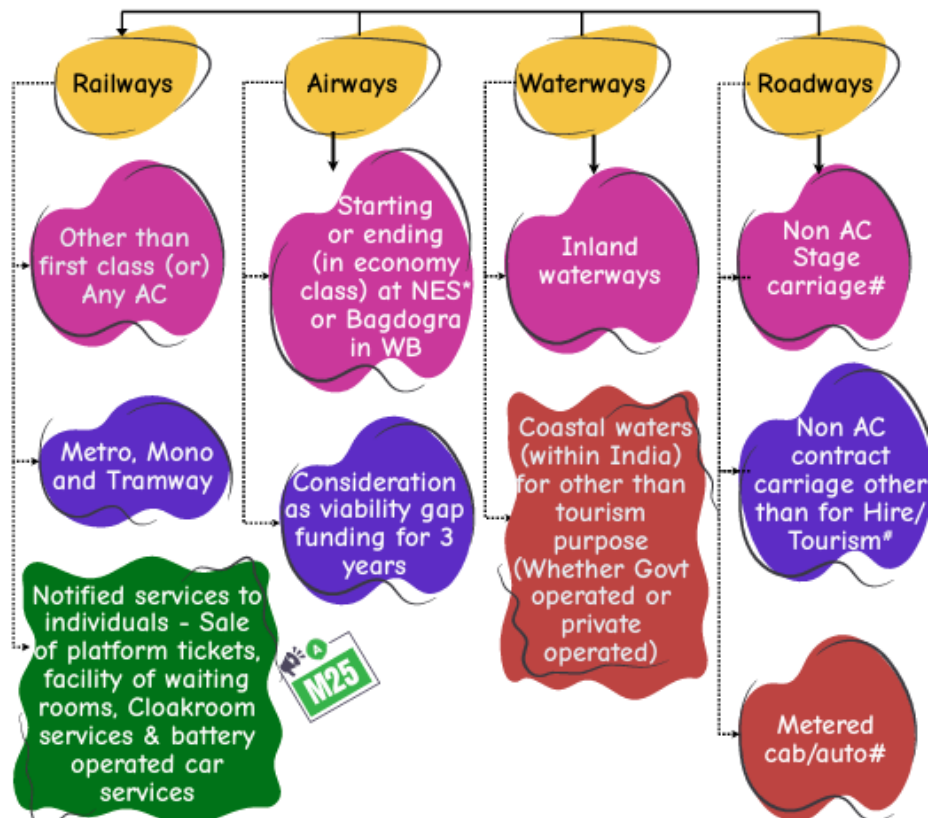 Railways
Airways
Waterways
Roadways
Other than
first class (or)
Any AC
Metro, Mono
and Tramway
Notified services to
individuals - Sale
of platform tickets,
facility of waiting
rooms, Cloakroom
services & battery
operated car
services
A
M25
Starting
or ending
(in economy
class) at NES*
or Bagdogra
in WB
Consideration
as viability gap
funding for 3
years
Inland
waterways
Coastal waters
(within India)
for other than
tourism
purpose
(Whether Govt
operated or
private
operated)
Non AC
Stage
carriage#
Non AC
contract
carriage other
than for Hire/
Tourism#
Metered
cab/auto#